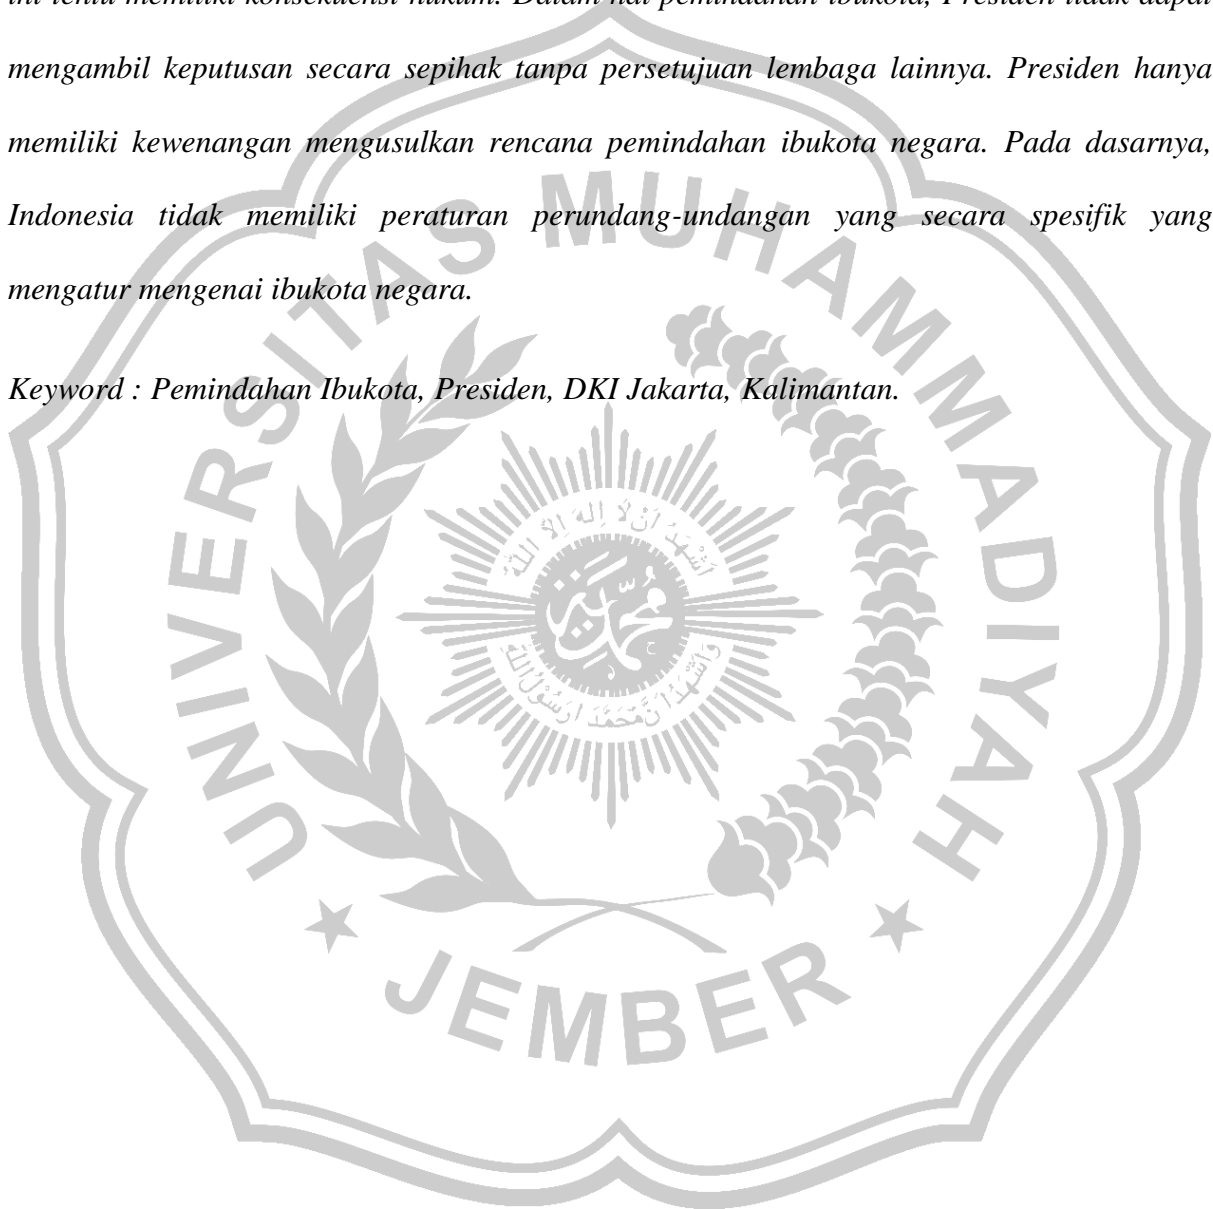 ini tentu memiliki konsekuensi hukum. Dalam hal pemindahan ibukota, Presiden tidak dapat
mengambil keputusan secara sepihak tanpa persetujuan lembaga lainnya. Presiden hanya
memiliki kewenangan mengusulkan rencana pemindahan ibukota negara. Pada dasarnya,
Indonesia tidak memiliki peraturan perundang-undangan yang secara spesifik yang
mengatur mengenai ibukota negara.
Keyword : Pemindahan Ibukota, Presiden, DKI Jakarta, Kalimantan.
UNIVERSITAS MUHAMMADIYAH
JEMBER
اَشْهَدُ اَنْ لَا اِلٰهَ اِلَّا اللّٰهُ
مُحَمَّد
وَاَشْهَدُ اَنَّ مُحَمَّدًا رَسُوْلُ اللّٰهِ